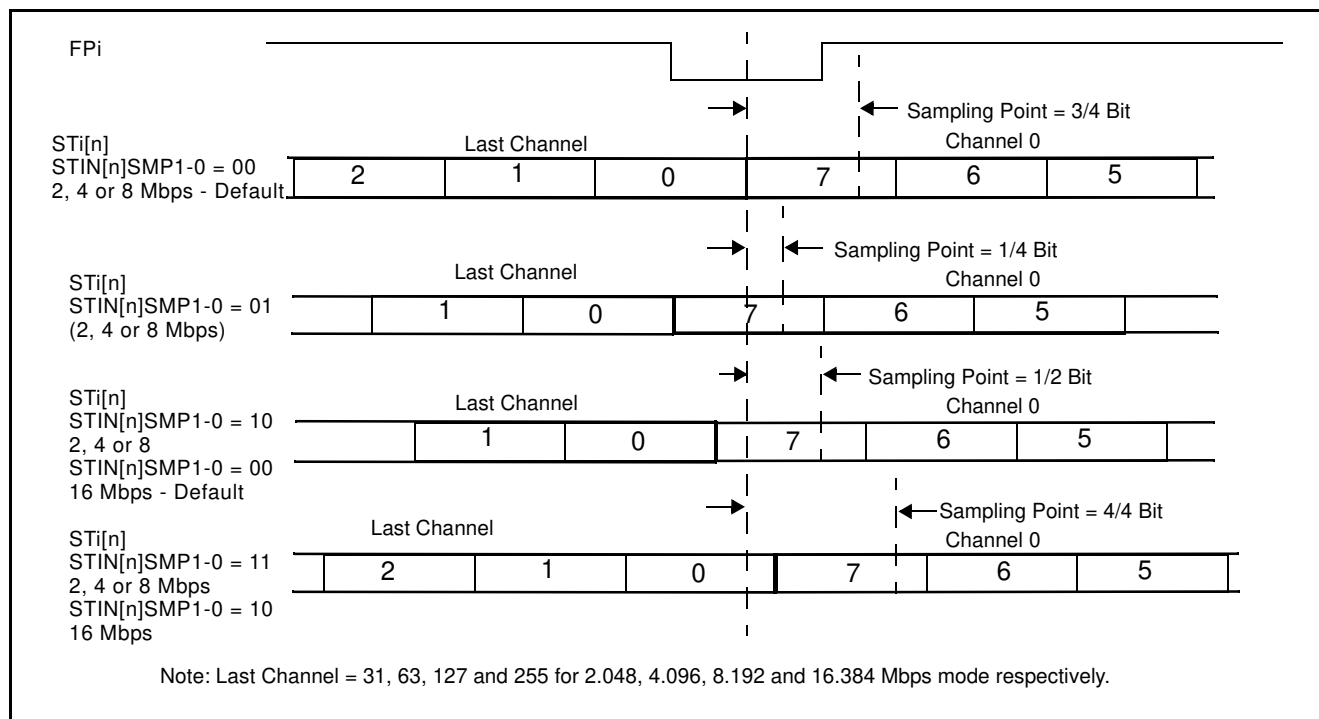 FPi
Sampling Point = 3/4 Bit
STi[n]
STIN[n]SMP1-0 = 00
2, 4 or 8 Mbps - Default
Last Channel
Channel 0
2 1 0 7 6 5
Sampling Point = 1/4 Bit
STi[n]
STIN[n]SMP1-0 = 01
(2, 4 or 8 Mbps)
Last Channel
Channel 0
1 0 7 6 5
Sampling Point = 1/2 Bit
STi[n]
STIN[n]SMP1-0 = 10
2, 4 or 8
STIN[n]SMP1-0 = 00
16 Mbps - Default
Last Channel
Channel 0
1 0 7 6 5
Sampling Point = 4/4 Bit
STi[n]
STIN[n]SMP1-0 = 11
2, 4 or 8 Mbps
STIN[n]SMP1-0 = 10
16 Mbps
Last Channel
Channel 0
2 1 0 7 6 5
Note: Last Channel = 31, 63, 127 and 255 for 2.048, 4.096, 8.192 and 16.384 Mbps mode respectively.